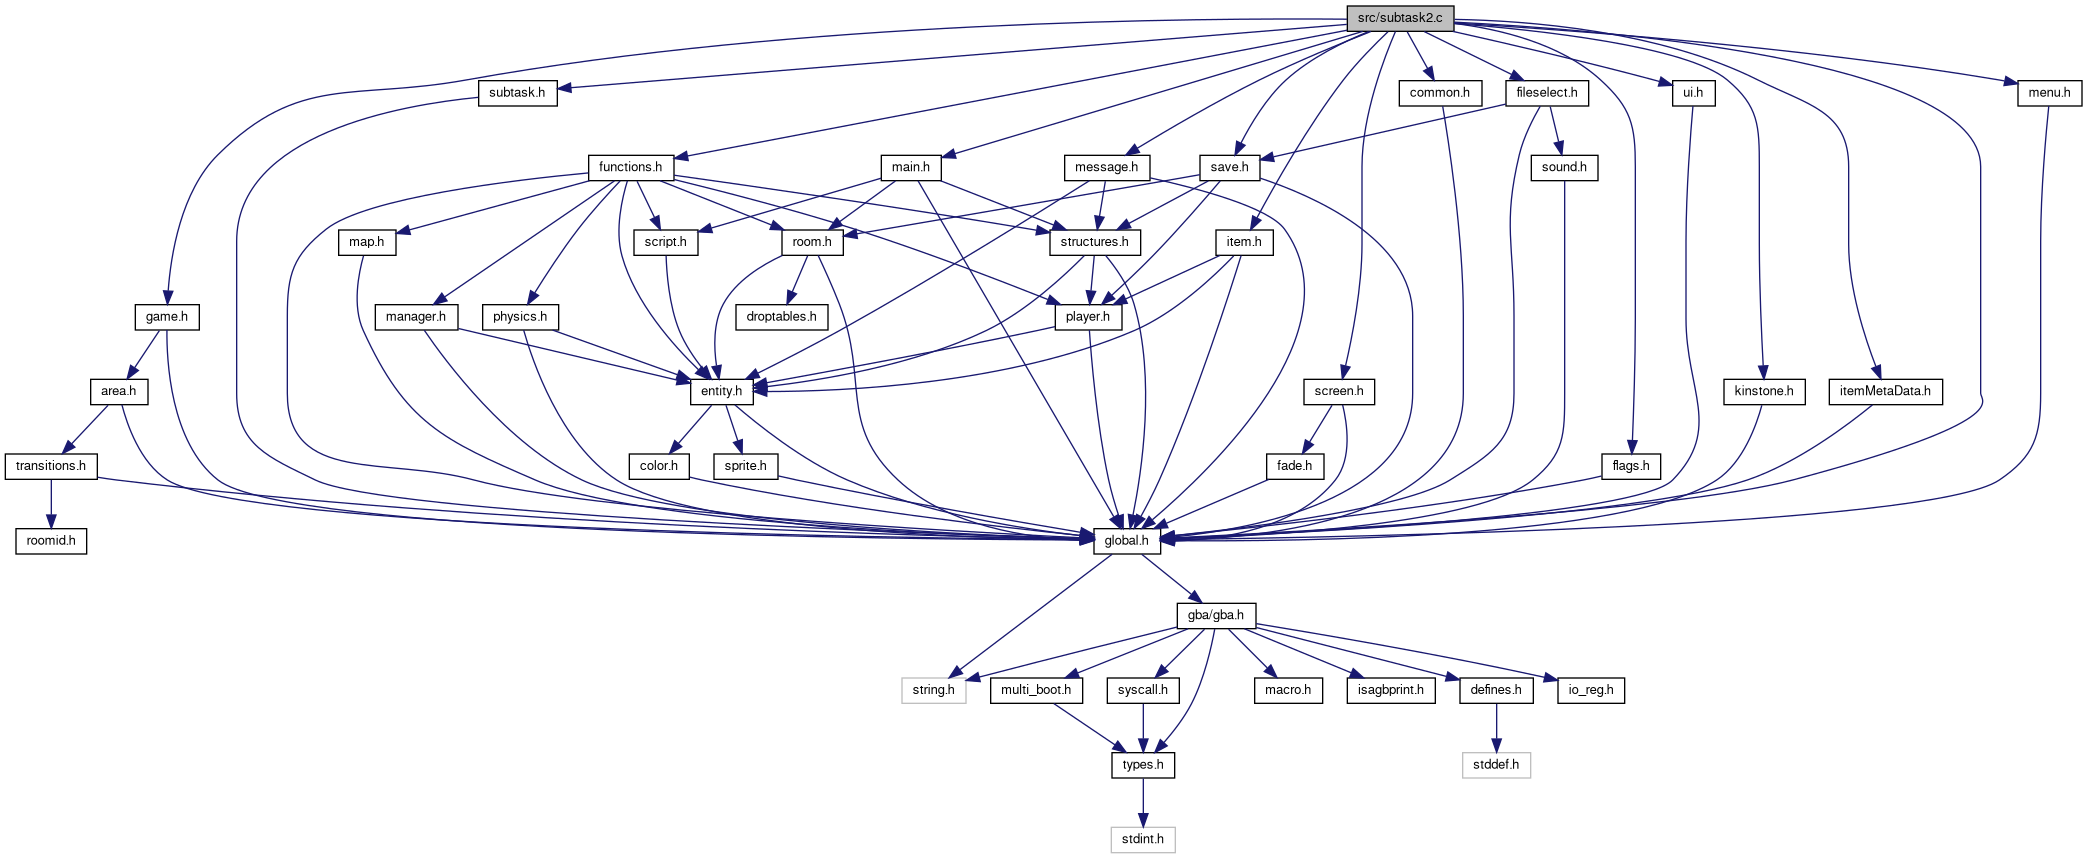 src/subtask2.c
subtask.h
common.h
fileselect.h
ui.h
menu.h
functions.h
main.h
message.h
save.h
sound.h
map.h
script.h
room.h
structures.h
item.h
game.h
manager.h
physics.h
droptables.h
player.h
area.h
entity.h
screen.h
kinstone.h
itemMetaData.h
transitions.h
color.h
sprite.h
fade.h
flags.h
roomid.h
global.h
gba/gba.h
string.h
multi_boot.h
syscall.h
macro.h
isagbprint.h
defines.h
io_reg.h
types.h
stddef.h
stdint.h